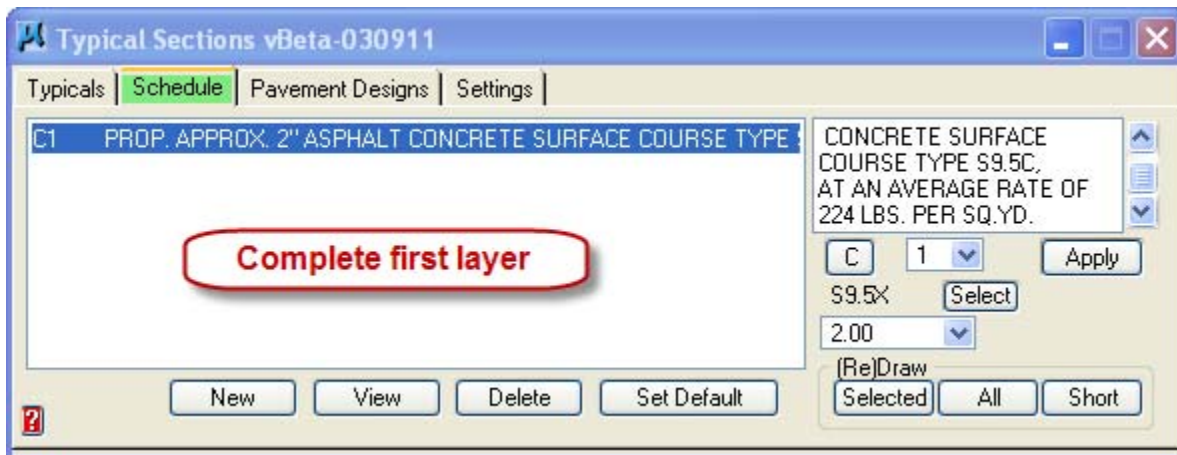 Typical Sections vBeta-030911
Typicals Schedule Pavement Designs Settings
C1 PROP. APPROX. 2" ASPHALT CONCRETE SURFACE COURSE TYPE
Complete first layer
CONCRETE SURFACE
COURSE TYPE S9.5C,
AT AN AVERAGE RATE OF
224 LBS. PER SQ.YD.
C 1 Apply
S9.5X Select
2.00
(Re)Draw
Selected All Short
New View Delete Set Default
?